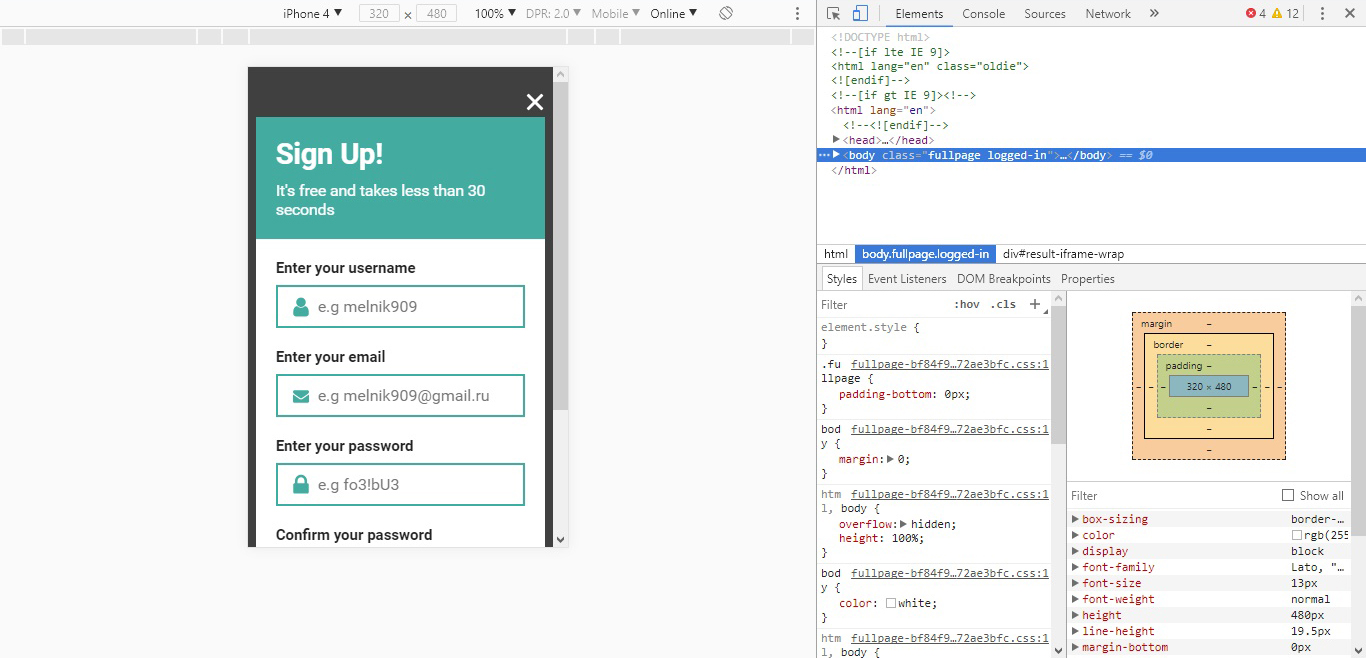 iPhone 4 ▼ 320 x 480 100% ▼ DPR: 2.0 ▼ Mobile ▼ Online ▼
Sign Up!
It's free and takes less than 30
seconds
Enter your username
e.g melnik909
Enter your email
e.g melnik909@gmail.ru
Enter your password
e.g fo3!bU3
Confirm your password
Elements Console Sources Network » 4 12
<!DOCTYPE html>
<!--[if lte IE 9]>
<html lang="en" class="oldie">
<![endif]-->
<!--[if gt IE 9]><!-->
<html lang="en">
<!--<![endif]-->
<head>…</head>
<body class="fullpage logged-in">…</body> == $0
</html>
html body.fullpage.logged-in div#result-iframe-wrap
Styles Event Listeners DOM Breakpoints Properties
Filter :hov .cls +
element.style {
}
.fu fullpage-bf84f9…72ae3bfc.css:1
llpage {
padding-bottom: 0px;
}
bod fullpage-bf84f9…72ae3bfc.css:1
y {
margin: 0;
}
htm fullpage-bf84f9…72ae3bfc.css:1
l, body {
overflow: hidden;
height: 100%;
}
bod fullpage-bf84f9…72ae3bfc.css:1
y {
color: white;
}
htm fullpage-bf84f9…72ae3bfc.css:1
l, body {
margin –
border –
padding –
– – – 320 × 480 – – –
–
–
–
Filter Show all
box-sizing border-…
color rgb(255
display block
font-family Lato, "…
font-size 13px
font-weight normal
height 480px
line-height 19.5px
margin-bottom 0px